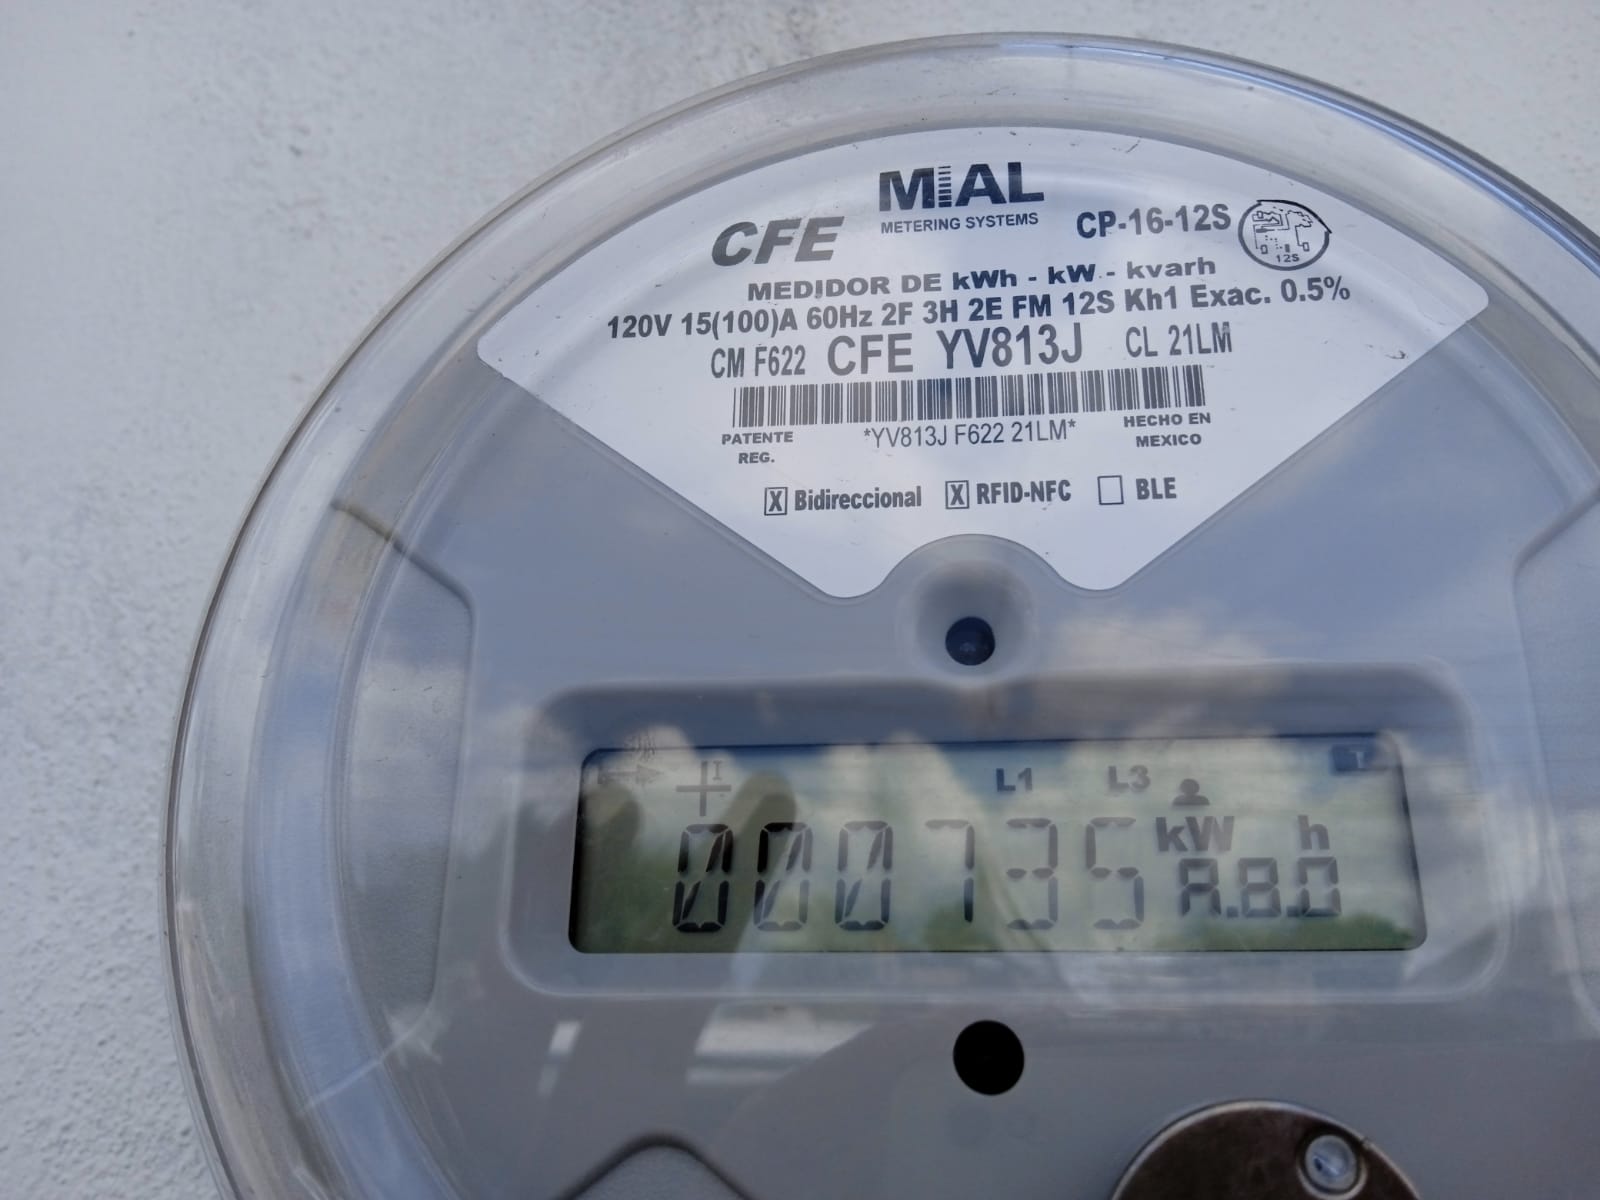 MIAL
METERING SYSTEMS
CFE
CP-16-12S
12S
MEDIDOR DE kWh - kW - kvarh
120V 15(100)A 60Hz 2F 3H 2E FM 12S Kh1 Exac. 0.5%
CM F622 CFE YV813J CL 21LM
PATENTE REG.
*YV813J F622 21LM*
HECHO EN MEXICO
X Bidireccional X RFID-NFC BLE
L1 L3
000735 kW h
A.B.0